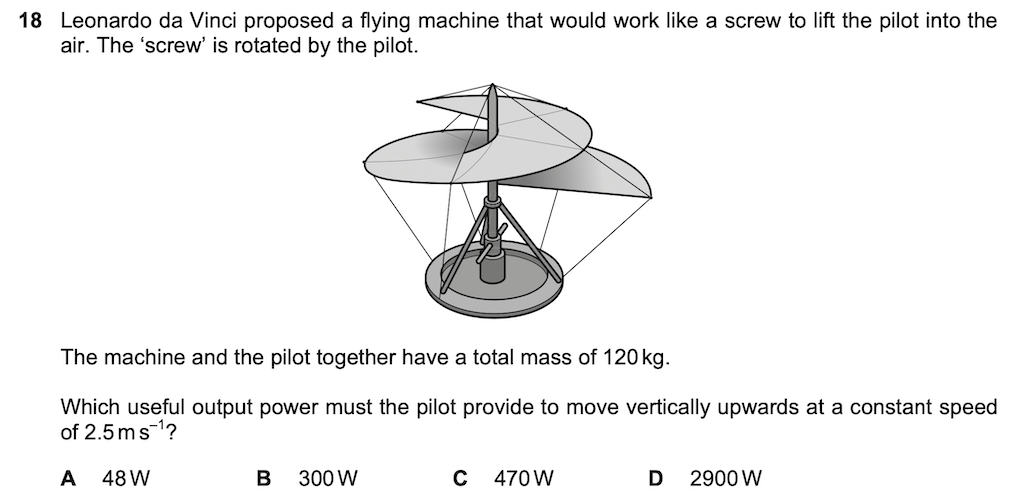 18 Leonardo da Vinci proposed a flying machine that would work like a screw to lift the pilot into the
air. The ‘screw’ is rotated by the pilot.
The machine and the pilot together have a total mass of 120 kg.
Which useful output power must the pilot provide to move vertically upwards at a constant speed
of 2.5 m s⁻¹?
A 48 W B 300 W C 470 W D 2900 W